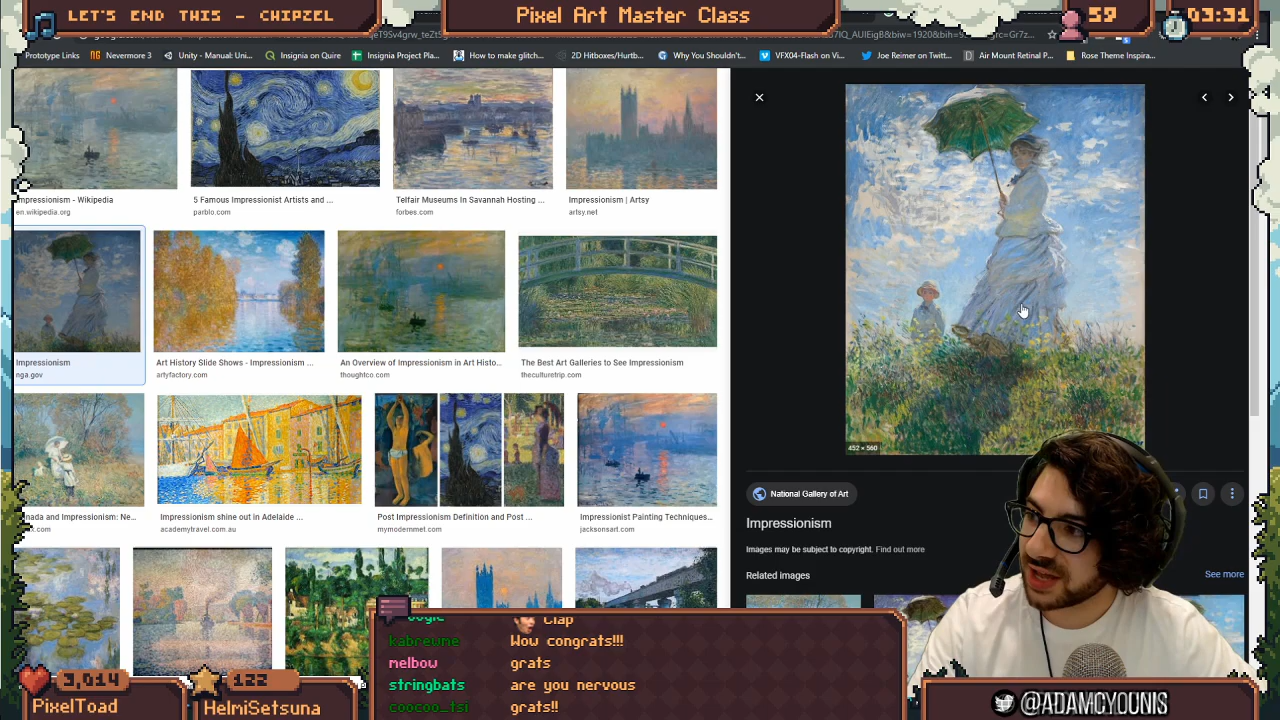 LET'S END THIS - CHIPZEL
Pixel Art Master Class
59
03:31
Prototype Links
Nevermore 3
Unity - Manual: Uni...
Insignia on Quire
Insignia Project Pla...
How to make glitch...
2D Hitboxes/Hurtb...
Why You Shouldn't...
VFX04-Flash on Vi...
Joe Reimer on Twitt...
Air Mount Retinal P...
Rose Theme Inspira...
mpressionism - Wikipedia
en.wikipedia.org
5 Famous Impressionist Artists and ...
parblo.com
Telfair Museums In Savannah Hosting ...
forbes.com
Impressionism | Artsy
artsy.net
Impressionism
nga.gov
Art History Slide Shows - Impressionism ...
artyfactory.com
An Overview of Impressionism in Art Histo...
thoughtco.com
The Best Art Galleries to See Impressionism
theculturetrip.com
nada and Impressionism: Ne...
Impressionism shine out in Adelaide ...
academytravel.com.au
Post Impressionism Definition and Post ...
mymodernmet.com
Impressionist Painting Techniques...
jacksonsart.com
452 × 560
National Gallery of Art
Impressionism
Images may be subject to copyright. Find out more
Related images
See more
Clap
kabrewme Wow congrats!!!
melbow grats
stringbats are you nervous
coocoo_tsi grats!!
3,014
PixelToad
122
HelmiSetsuna
@ADAMCYOUNIS